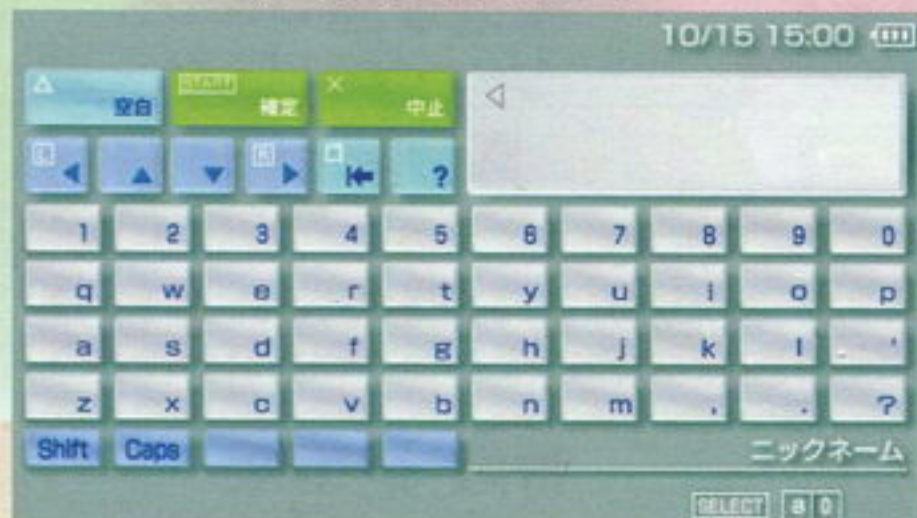 10/15 15:00
△ 空白 START 確定 × 中止
L R ?
1 2 3 4 5 6 7 8 9 0
q w e r t y u i o p
a s d f g h j k l '
z x c v b n m , . ?
Shift Caps
ニックネーム
SELECT a 0